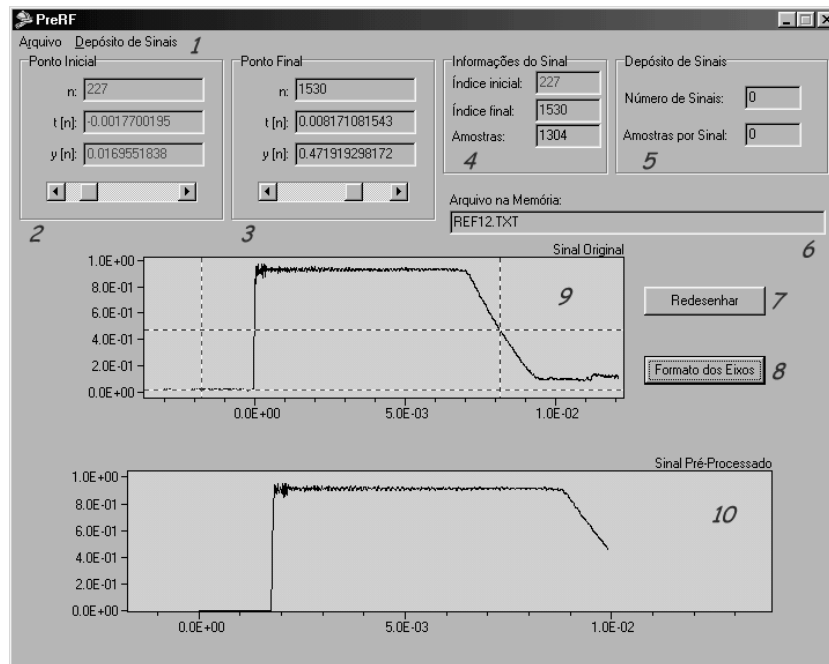 PreRF
Arquivo Depósito de Sinais 1
Ponto Inicial
n: 227
t [n]: -0.0017700195
y [n]: 0.0169551838
2
Ponto Final
n: 1530
t [n]: 0.008171081543
y [n]: 0.471919298172
3
Informações do Sinal
Índice inicial: 227
Índice final: 1530
Amostras: 1304
4
Depósito de Sinais
Número de Sinais: 0
Amostras por Sinal: 0
5
Arquivo na Memória:
REF12.TXT
6
Sinal Original
1.0E+00
8.0E-01
6.0E-01
4.0E-01
2.0E-01
0.0E+00
0.0E+00 5.0E-03 1.0E-02
9
Redesenhar 7
Formato dos Eixos 8
Sinal Pré-Processado
1.0E+00
8.0E-01
6.0E-01
4.0E-01
2.0E-01
0.0E+00
0.0E+00 5.0E-03 1.0E-02
10